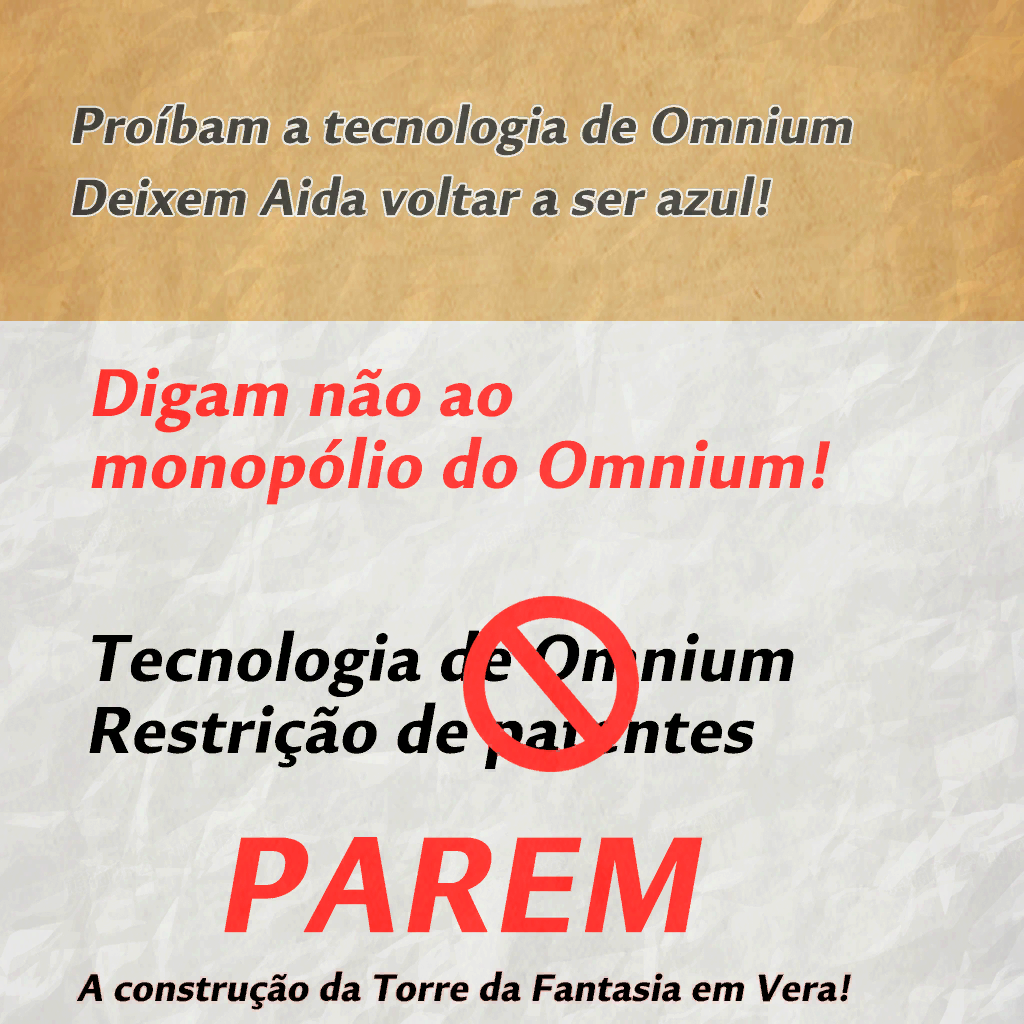 Proíbam a tecnologia de Omnium
Deixem Aida voltar a ser azul!
Digam não ao
monopólio do Omnium!
Tecnologia de Omnium
Restrição de patentes
PAREM
A construção da Torre da Fantasia em Vera!